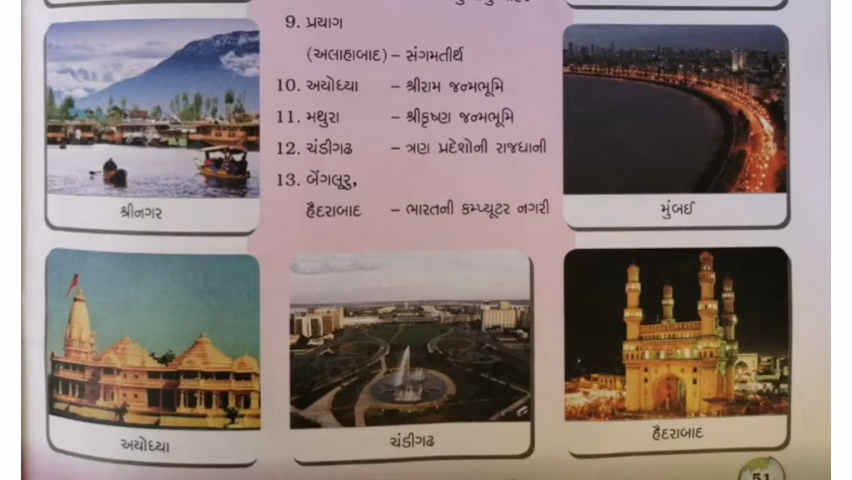 9. પ્રયાગ
(અલાહાબાદ) – સંગમતીર્થ
10. અયોધ્યા – શ્રીરામ જન્મભૂમિ
11. મથુરા – શ્રીકૃષ્ણ જન્મભૂમિ
12. ચંડીગઢ – ત્રણ પ્રદેશોની રાજધાની
13. બેંગલૂરુ,
હૈદરાબાદ – ભારતની કમ્પ્યૂટર નગરી
શ્રીનગર
મુંબઈ
અયોધ્યા
ચંડીગઢ
હૈદરાબાદ
51